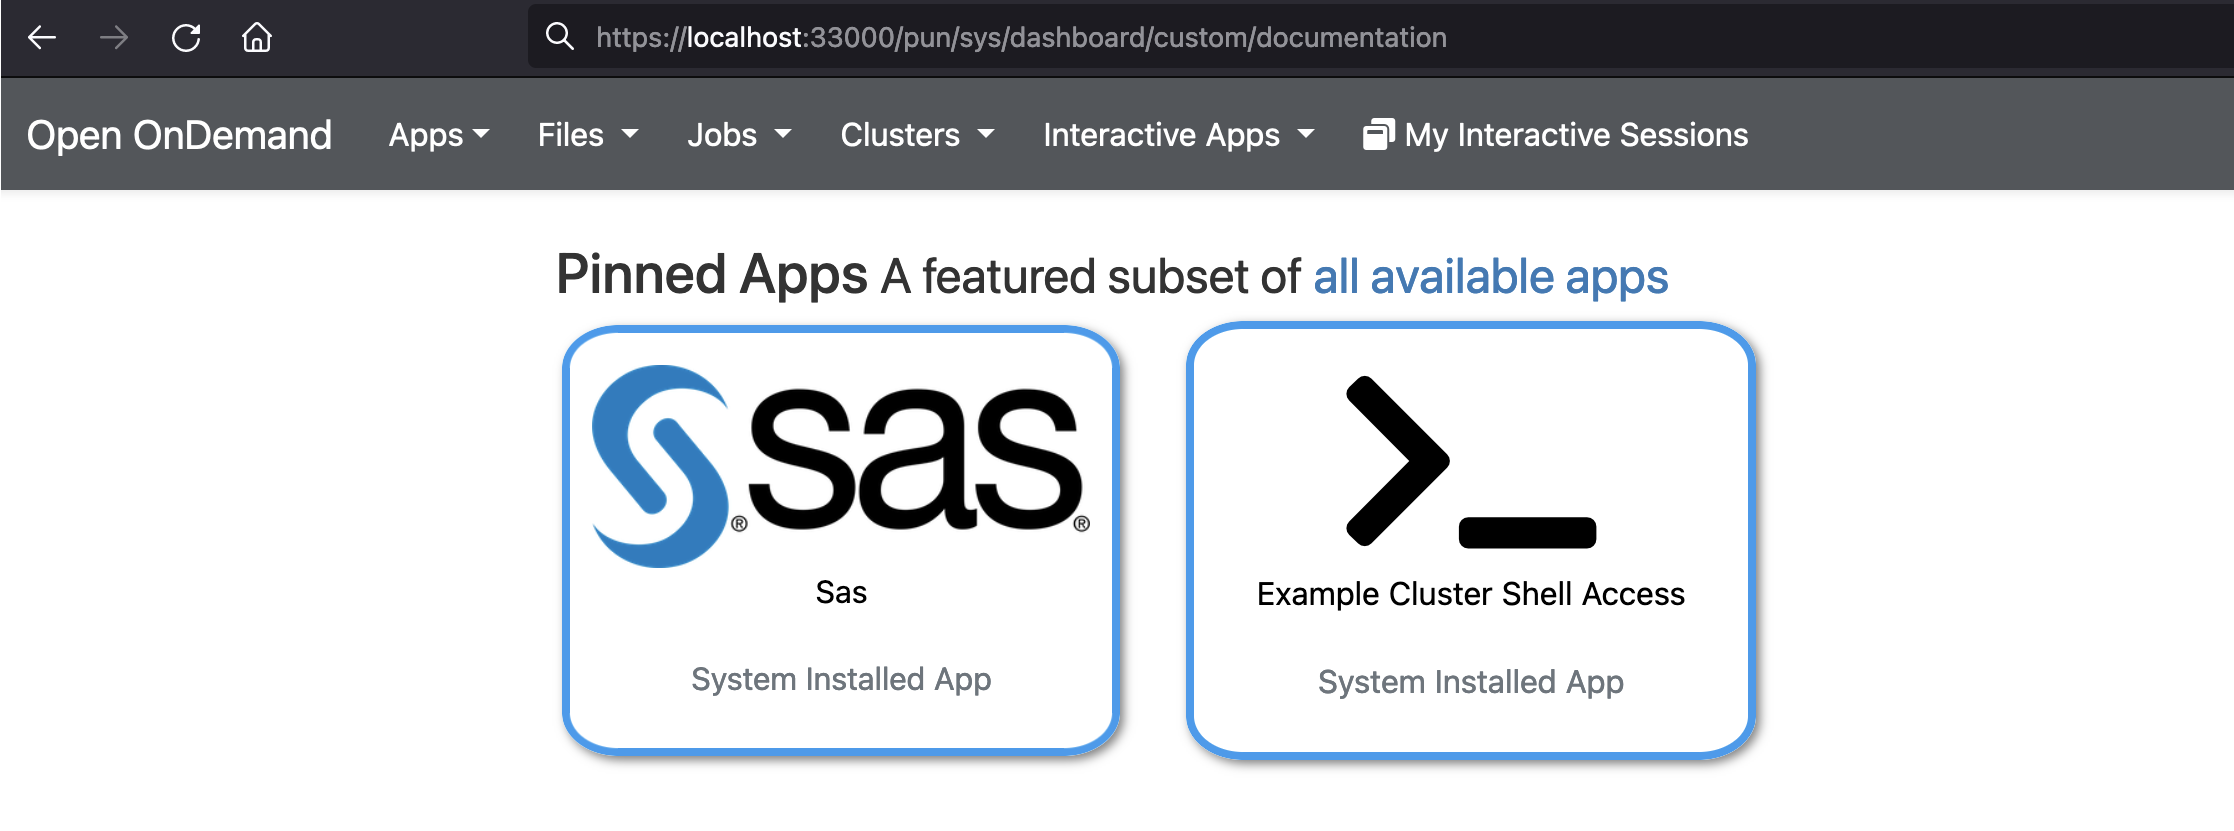 https://localhost:33000/pun/sys/dashboard/custom/documentation
Open OnDemand Apps Files Jobs Clusters Interactive Apps My Interactive Sessions
Pinned Apps A featured subset of all available apps
sas
Sas
System Installed App
>_
Example Cluster Shell Access
System Installed App